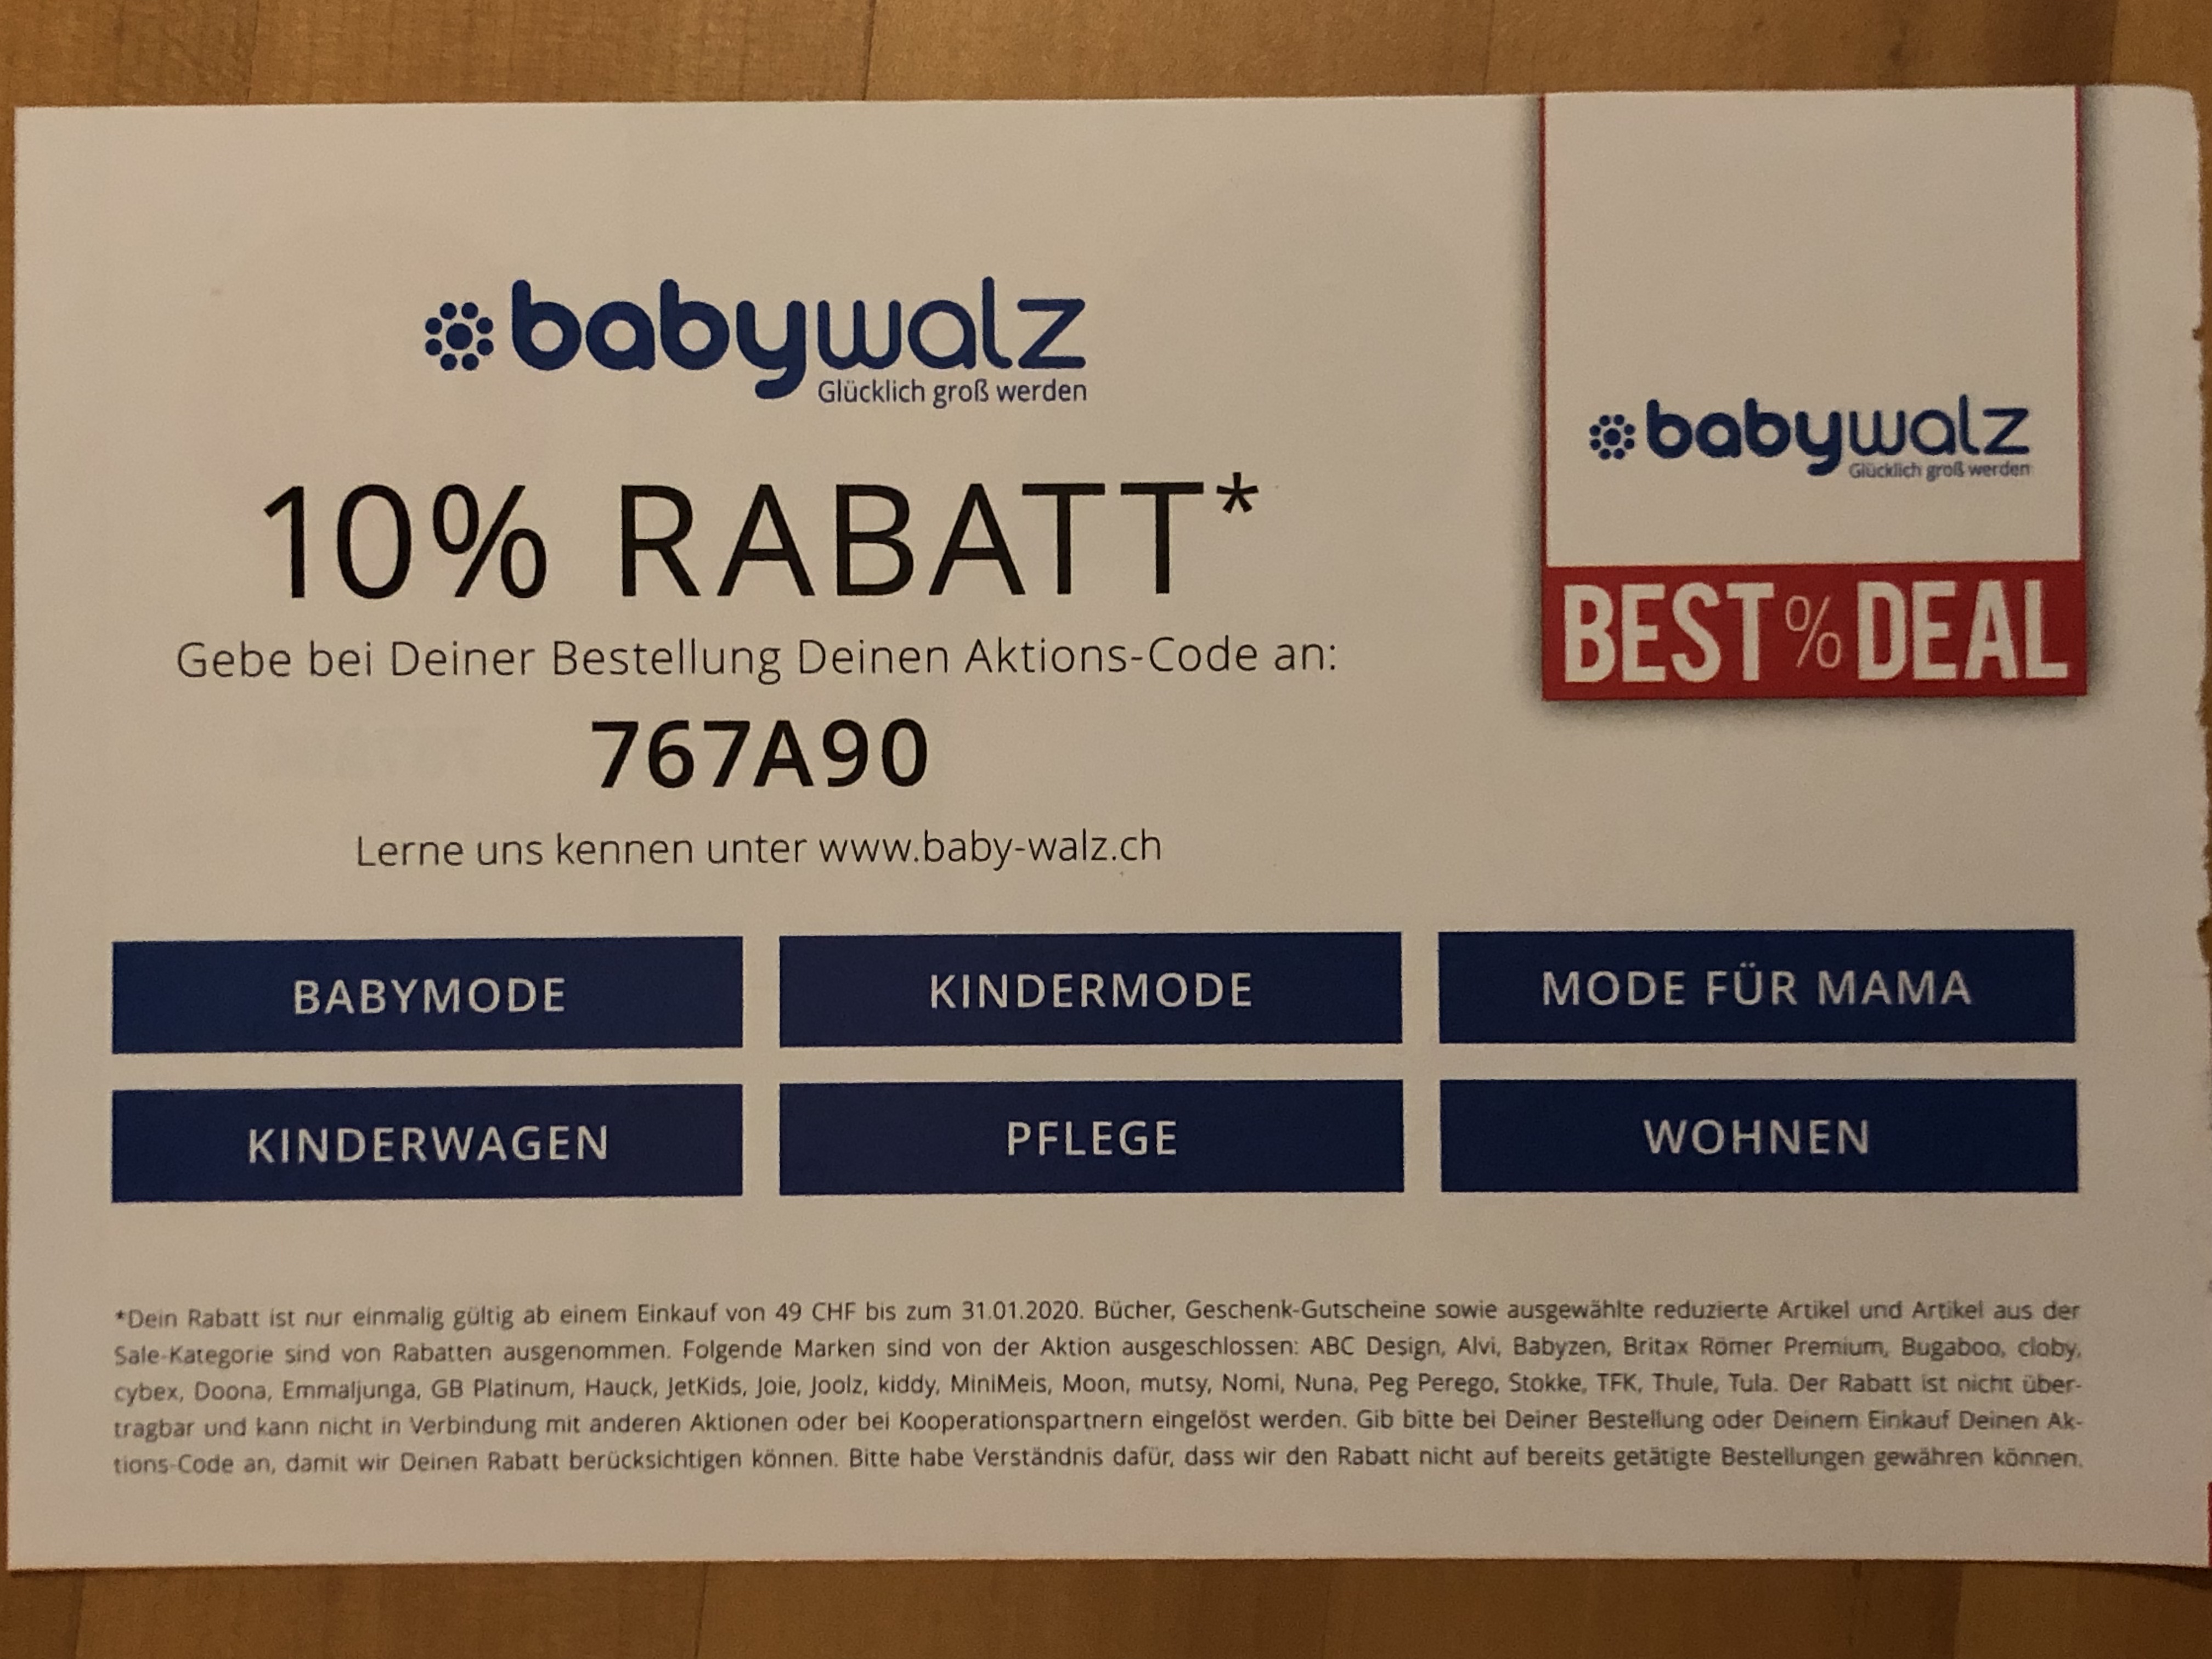 babywalz
Glücklich groß werden
babywalz
Glücklich groß werden
BEST % DEAL
10% RABATT*
Gebe bei Deiner Bestellung Deinen Aktions-Code an:
767A90
Lerne uns kennen unter www.baby-walz.ch
BABYMODE
KINDERMODE
MODE FÜR MAMA
KINDERWAGEN
PFLEGE
WOHNEN
*Dein Rabatt ist nur einmalig gültig ab einem Einkauf von 49 CHF bis zum 31.01.2020. Bücher, Geschenk-Gutscheine sowie ausgewählte reduzierte Artikel und Artikel aus der
Sale-Kategorie sind von Rabatten ausgenommen. Folgende Marken sind von der Aktion ausgeschlossen: ABC Design, Alvi, Babyzen, Britax Römer Premium, Bugaboo, cloby,
cybex, Doona, Emmaljunga, GB Platinum, Hauck, JetKids, Joie, Joolz, kiddy, MiniMeis, Moon, mutsy, Nomi, Nuna, Peg Perego, Stokke, TFK, Thule, Tula. Der Rabatt ist nicht über-
tragbar und kann nicht in Verbindung mit anderen Aktionen oder bei Kooperationspartnern eingelöst werden. Gib bitte bei Deiner Bestellung oder Deinem Einkauf Deinen Ak-
tions-Code an, damit wir Deinen Rabatt berücksichtigen können. Bitte habe Verständnis dafür, dass wir den Rabatt nicht auf bereits getätigte Bestellungen gewähren können.